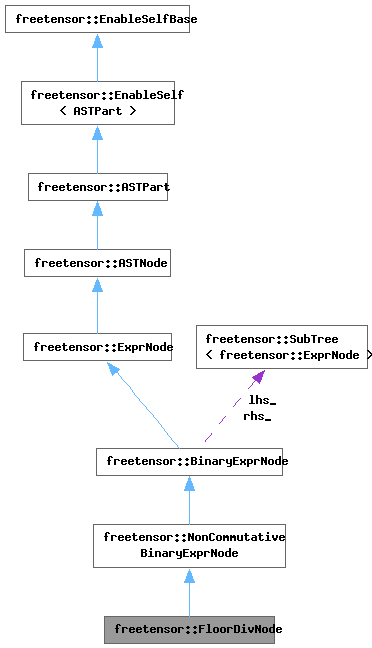 freetensor::EnableSelfBase
freetensor::EnableSelf
< ASTPart >
freetensor::ASTPart
freetensor::ASTNode
freetensor::ExprNode
freetensor::SubTree
< freetensor::ExprNode >
lhs_
rhs_
freetensor::BinaryExprNode
freetensor::NonCommutative
BinaryExprNode
freetensor::FloorDivNode